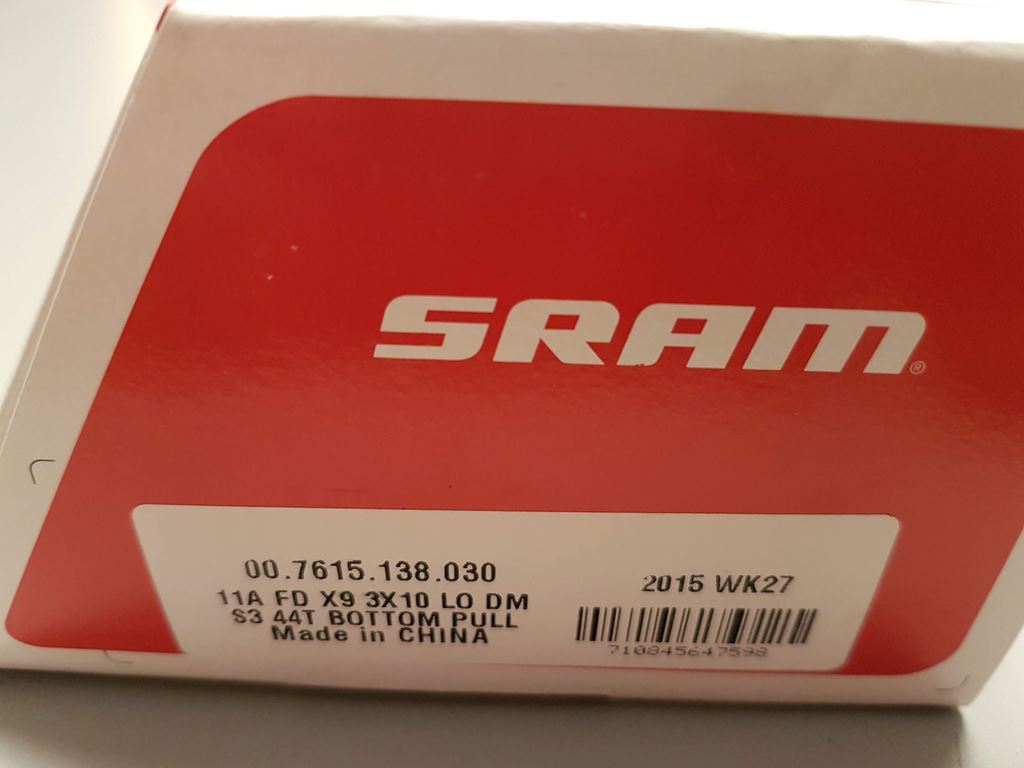 SRAM®
00.7615.138.030
11A FD X9 3X10 LO DM
S3 44T BOTTOM PULL
Made in CHINA
2015 WK27
710845647598